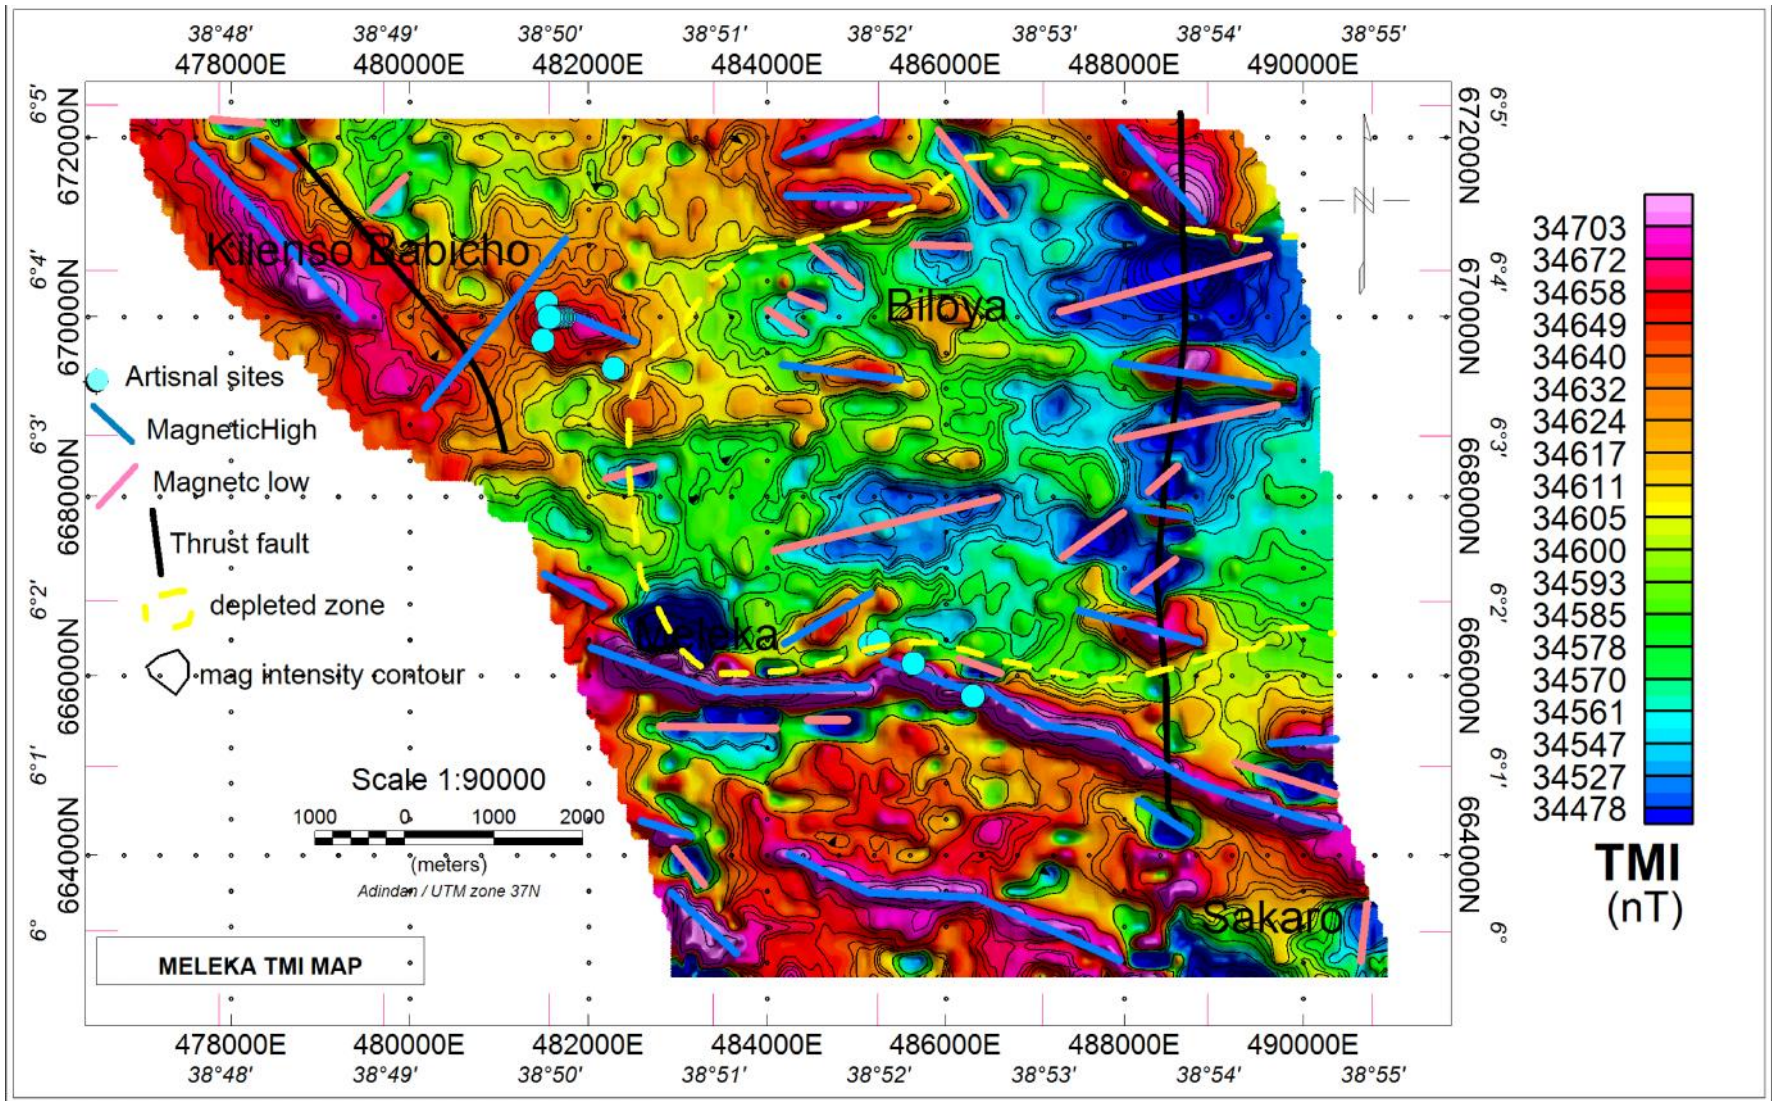 38°48' 38°49' 38°50' 38°51' 38°52' 38°53' 38°54' 38°55'
478000E 480000E 482000E 484000E 486000E 488000E 490000E
6°5' 672000N
6°4' 670000N
6°3' 668000N
6°2' 666000N
6°1' 664000N
6°
672000N 6°5'
670000N 6°4'
668000N 6°3'
666000N 6°2'
664000N 6°1'
6°
N
Kilenso Babicho
Biloya
Meleka
Sakaro
Artisnal sites
MagneticHigh
Magnetc low
Thrust fault
depleted zone
mag intensity contour
Scale 1:90000
1000 0 1000 2000
(meters)
Adindan / UTM zone 37N
MELEKA TMI MAP
34703
34672
34658
34649
34640
34632
34624
34617
34611
34605
34600
34593
34585
34578
34570
34561
34547
34527
34478
TMI
(nT)
478000E 480000E 482000E 484000E 486000E 488000E 490000E
38°48' 38°49' 38°50' 38°51' 38°52' 38°53' 38°54' 38°55'